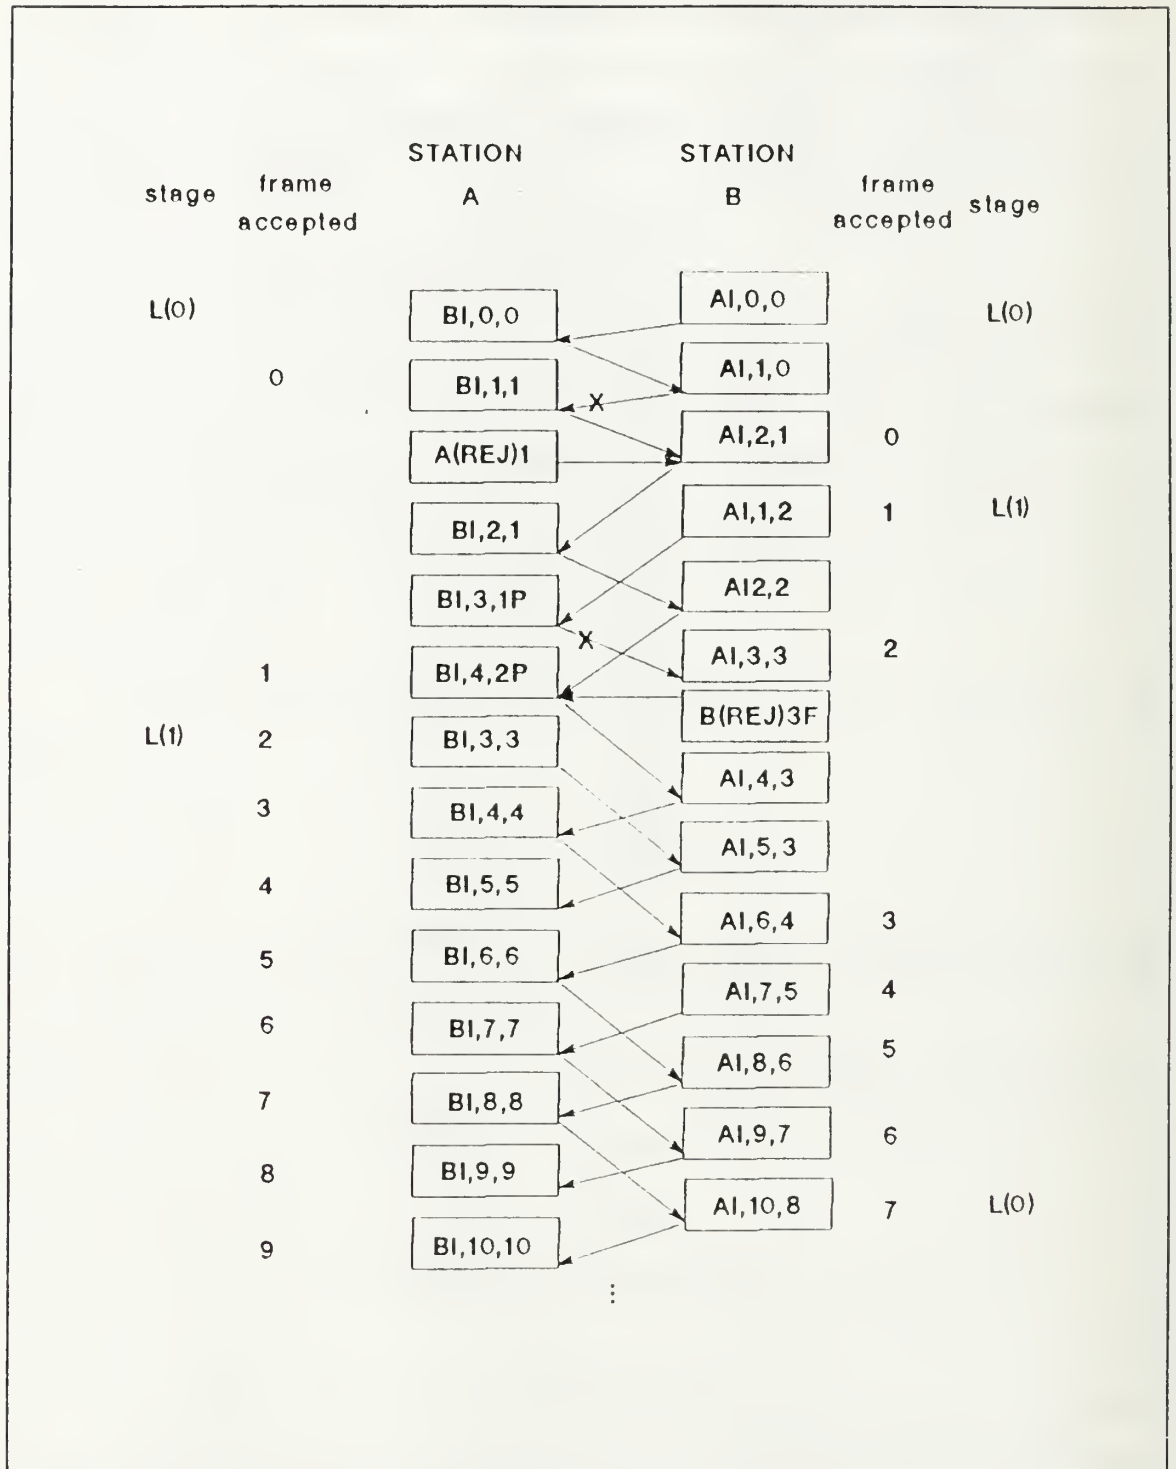 STATION STATION
stage frame accepted A B frame accepted stage
L(0) BI,0,0 AI,0,0 L(0)
0 BI,1,1 AI,1,0
X
A(REJ)1 AI,2,1 0
BI,2,1 AI,1,2 1 L(1)
BI,3,1P AI2,2
X
1 BI,4,2P AI,3,3 2
B(REJ)3F
L(1) 2 BI,3,3 AI,4,3
3 BI,4,4 AI,5,3
4 BI,5,5 AI,6,4 3
5 BI,6,6 AI,7,5 4
6 BI,7,7 AI,8,6 5
7 BI,8,8 AI,9,7 6
8 BI,9,9 AI,10,8 7 L(0)
9 BI,10,10
⋮